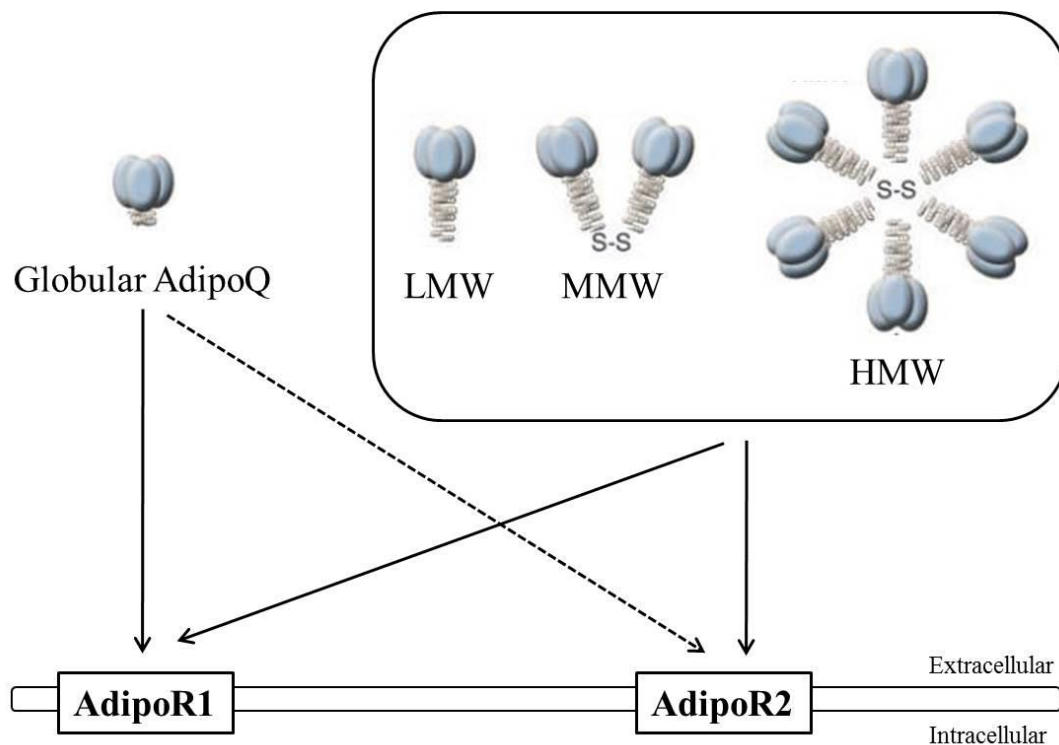 S-S
S-S
Globular AdipoQ
LMW
MMW
HMW
Extracellular
AdipoR1
AdipoR2
Intracellular